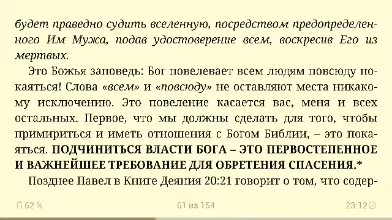 будет праведно судить вселенную, посредством предопределен-
ного Им Мужа, подав удостоверение всем, воскресив Его из
мертвых.
Это Божья заповедь: Бог повелевает всем людям повсюду по-
каяться! Слова «всем» и «повсюду» не оставляют места никако-
му исключению. Это повеление касается вас, меня и всех
остальных. Первое, что мы должны сделать для того, чтобы
примириться и иметь отношения с Богом Библии, – это пока-
яться. ПОДЧИНИТЬСЯ ВЛАСТИ БОГА – ЭТО ПЕРВОСТЕПЕННОЕ
И ВАЖНЕЙШЕЕ ТРЕБОВАНИЕ ДЛЯ ОБРЕТЕНИЯ СПАСЕНИЯ.*
Позднее Павел в Книге Деяния 20:21 говорит о том, что содер-
62 % 51 из 154 23:12